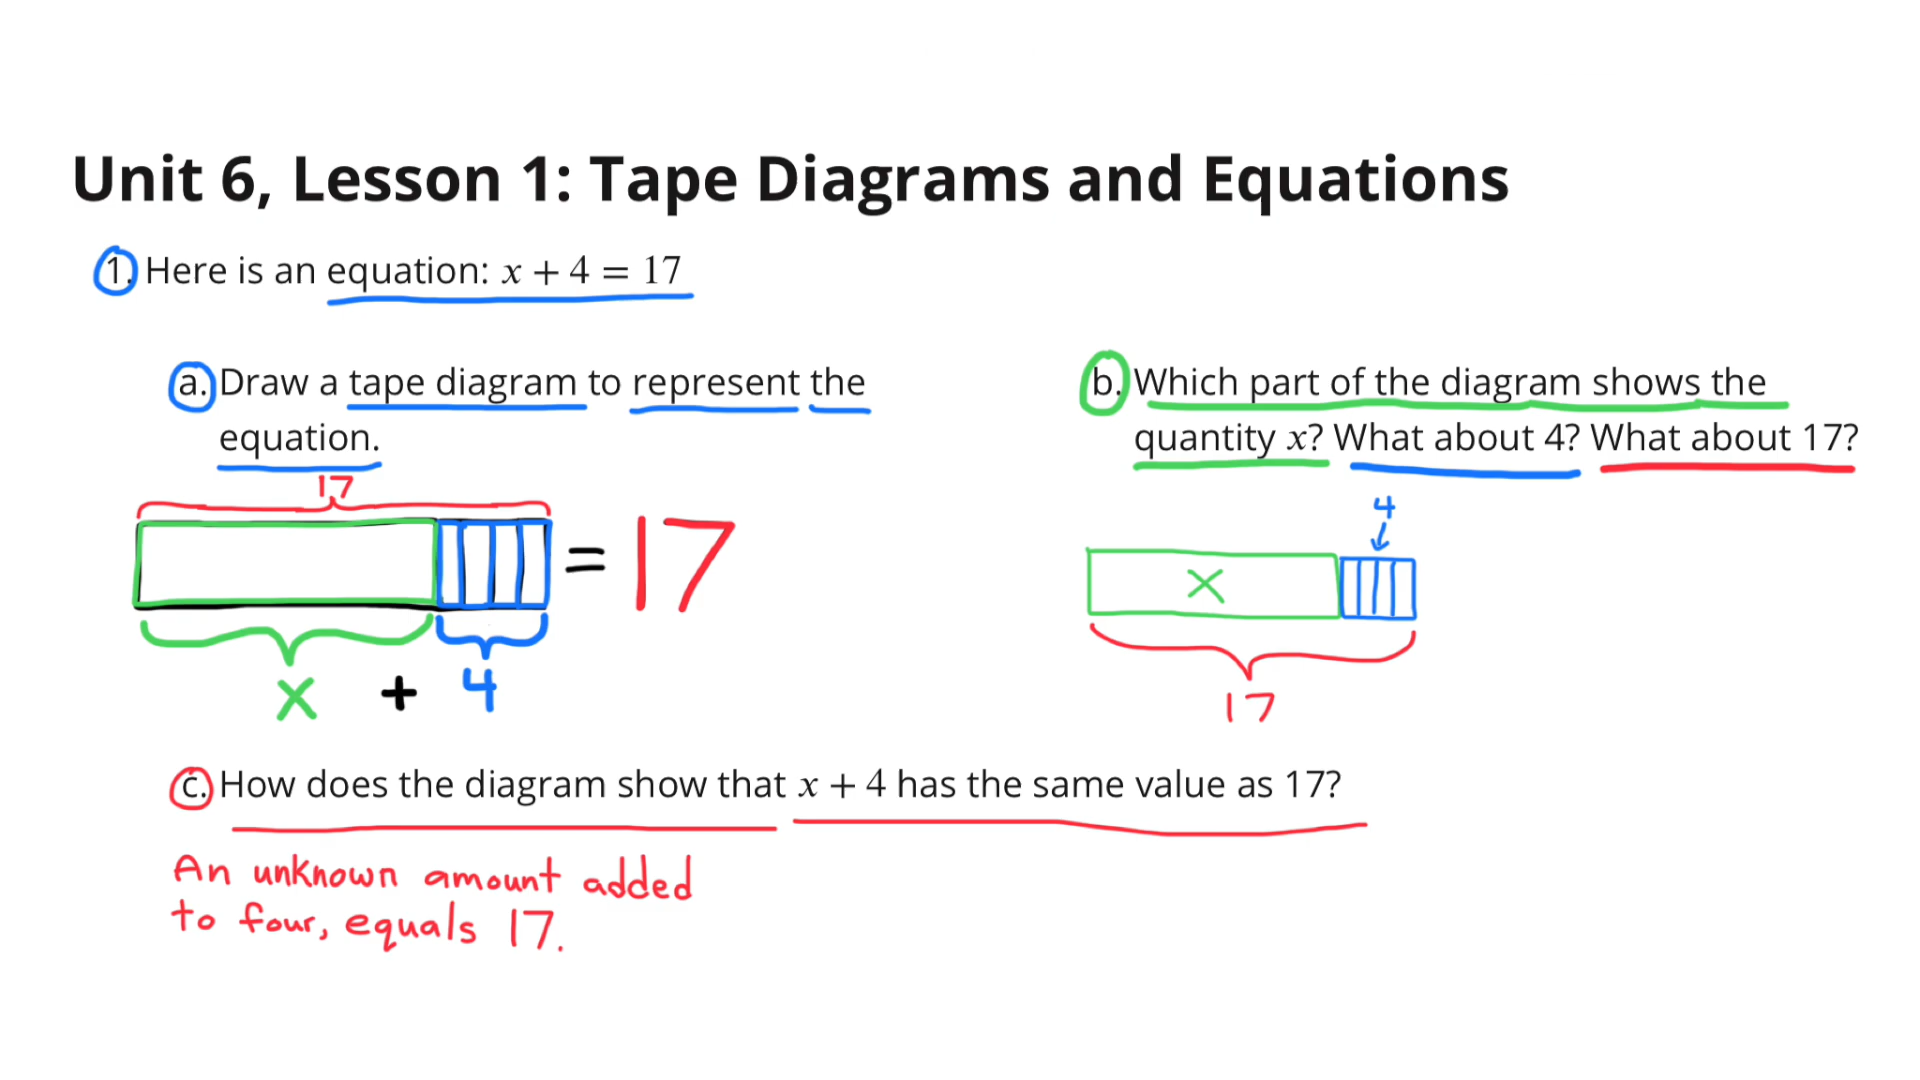 Unit 6, Lesson 1: Tape Diagrams and Equations
1. Here is an equation: x + 4 = 17
a. Draw a tape diagram to represent the
equation.
17
= 17
x + 4
b. Which part of the diagram shows the
quantity x? What about 4? What about 17?
4
x
17
c. How does the diagram show that x + 4 has the same value as 17?
An unknown amount added
to four, equals 17.